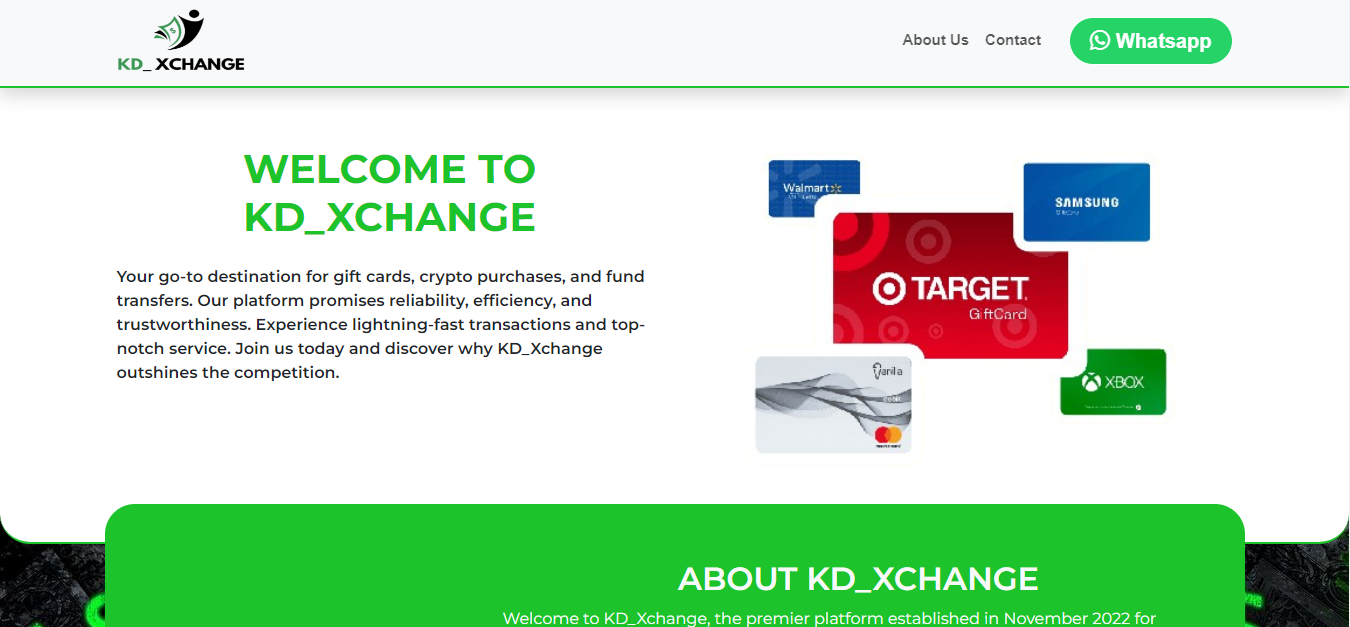 KD_ XCHANGE
About Us
Contact
Whatsapp
WELCOME TO
KD_XCHANGE
Your go-to destination for gift cards, crypto purchases, and fund
transfers. Our platform promises reliability, efficiency, and
trustworthiness. Experience lightning-fast transactions and top-
notch service. Join us today and discover why KD_Xchange
outshines the competition.
Walmart
SAMSUNG
GiftCard
TARGET
GiftCard
Vanilla
debit
XBOX
ABOUT KD_XCHANGE
Welcome to KD_Xchange, the premier platform established in November 2022 for